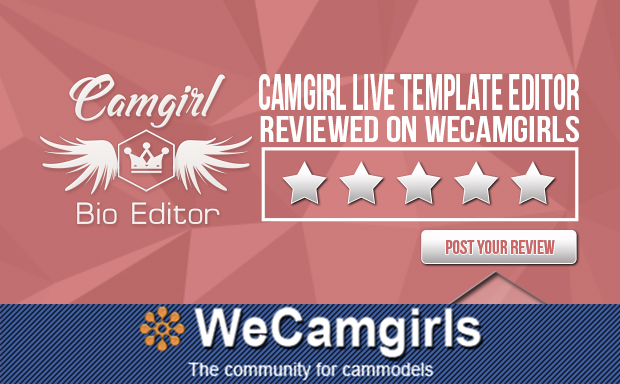 Camgirl
Bio Editor
CAMGIRL LIVE TEMPLATE EDITOR
REVIEWED ON WECAMGIRLS
POST YOUR REVIEW
WeCamgirls
The community for cammodels